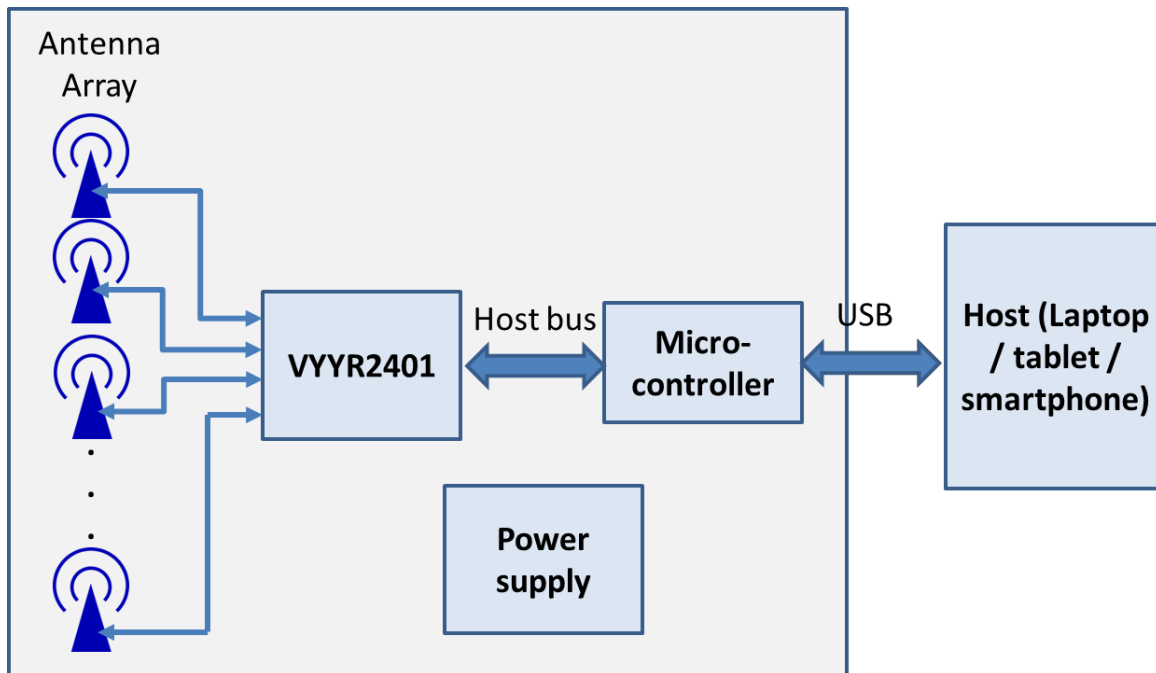 Antenna
Array
VYYR2401
Host bus
Micro-
controller
USB
Host (Laptop
/ tablet /
smartphone)
Power
supply